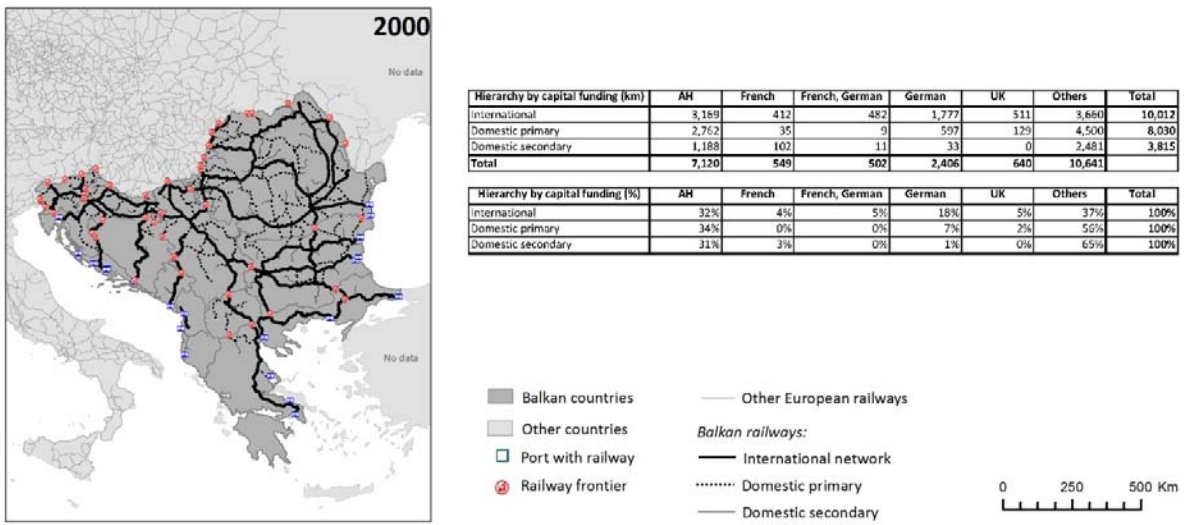 2000
No data
No data
Hierarchy by capital funding (km) AH French French, German German UK Others Total
International 3,169 412 482 1,777 511 3,660 10,012
Domestic primary 2,762 35 9 597 129 4,500 8,030
Domestic secondary 1,188 102 11 33 0 2,481 3,815
Total 7,120 549 502 2,406 640 10,641
Hierarchy by capital funding (%) AH French French, German German UK Others Total
International 32% 4% 5% 18% 5% 37% 100%
Domestic primary 34% 0% 0% 7% 2% 56% 100%
Domestic secondary 31% 3% 0% 1% 0% 65% 100%
Balkan countries
Other countries
Port with railway
Railway frontier
Other European railways
Balkan railways:
International network
Domestic primary
Domestic secondary
0 250 500 Km